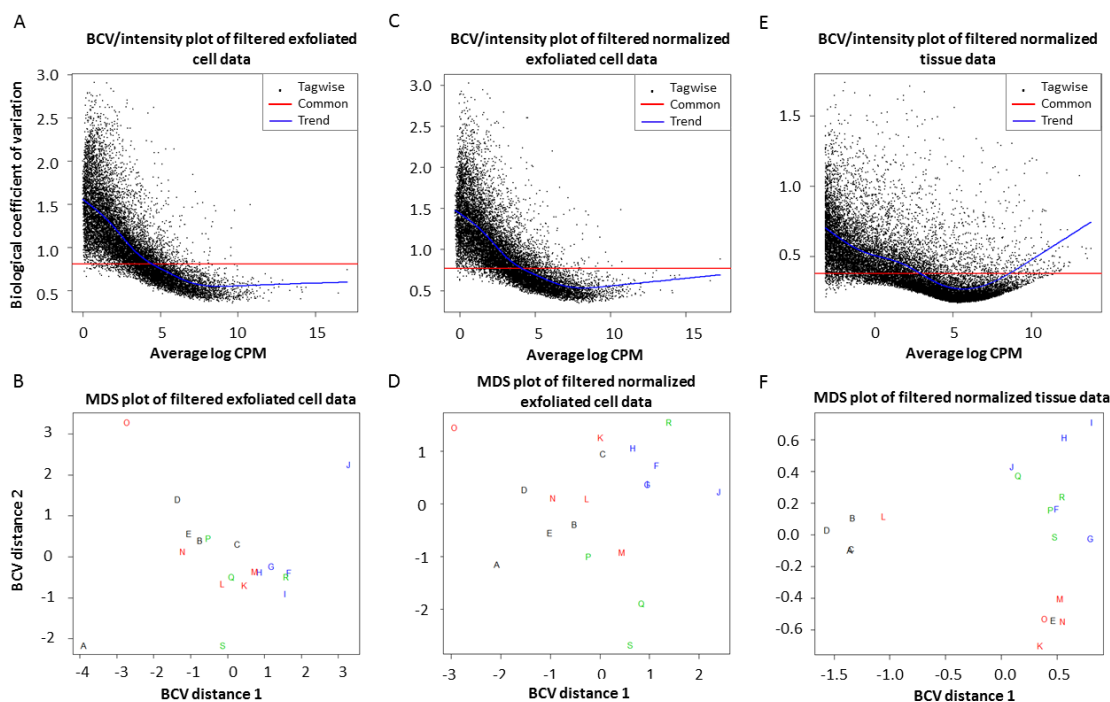 A
BCV/intensity plot of filtered exfoliated
cell data
3.0
2.5
2.0
1.5
1.0
0.5
Biological coefficient of variation
Tagwise
Common
Trend
0 5 10 15
Average log CPM
C
BCV/intensity plot of filtered normalized
exfoliated cell data
3.0
2.5
2.0
1.5
1.0
0.5
Tagwise
Common
Trend
0 5 10 15
Average log CPM
E
BCV/intensity plot of filtered normalized
tissue data
1.5
1.0
0.5
Tagwise
Common
Trend
0 5 10
Average log CPM
B
MDS plot of filtered exfoliated cell data
3
2
1
0
-1
-2
BCV distance 2
O
J
D
E
B
P
C
N
G
M
H
F
Q
R
L
K
I
A
S
-4 -3 -2 -1 0 1 2 3
BCV distance 1
D
MDS plot of filtered normalized
exfoliated cell data
1
0
-1
-2
O
R
K
H
C
F
D
G
J
N
L
B
E
M
P
A
Q
S
-3 -2 -1 0 1 2
BCV distance 1
F
MDS plot of filtered normalized tissue data
0.6
0.4
0.2
0.0
-0.2
-0.4
-0.6
I
H
J
Q
R
P
F
B
L
D
S
G
A
C
M
O
E
N
K
-1.5 -1.0 -0.5 0.0 0.5
BCV distance 1